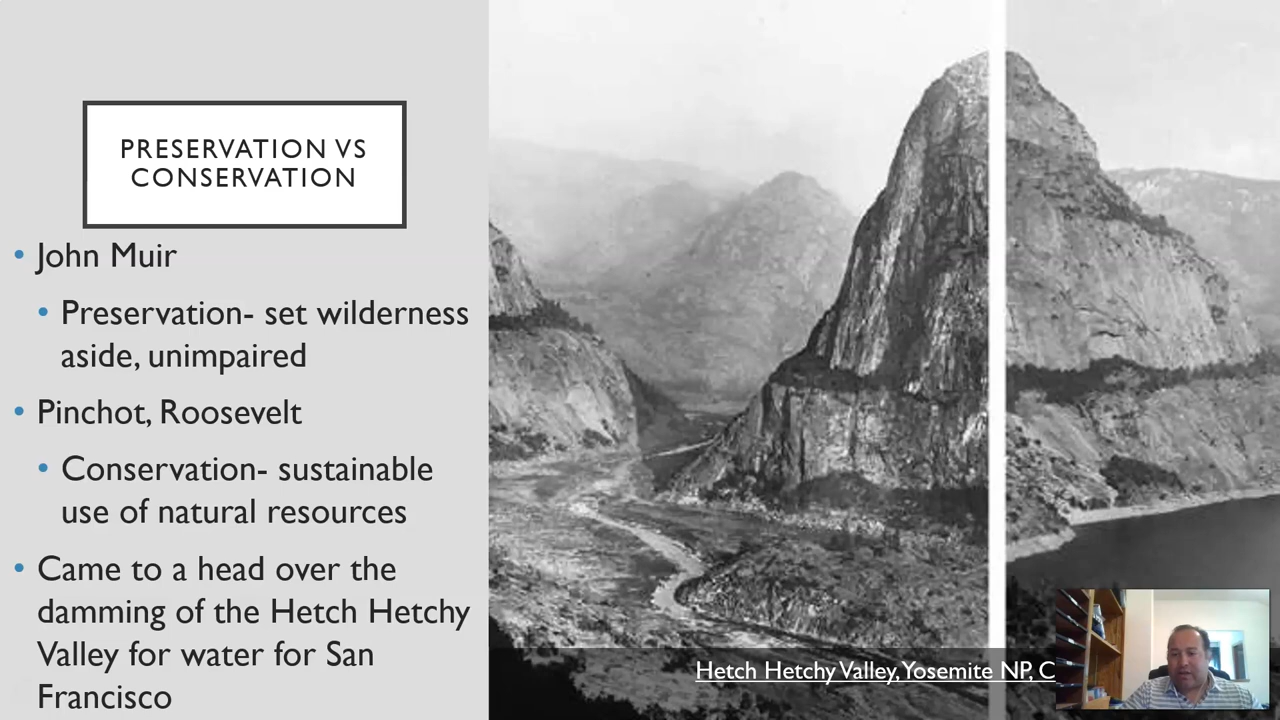 PRESERVATION VS
CONSERVATION
• John Muir
• Preservation- set wilderness
aside, unimpaired
• Pinchot, Roosevelt
• Conservation- sustainable
use of natural resources
• Came to a head over the
damming of the Hetch Hetchy
Valley for water for San
Francisco
Hetch Hetchy Valley, Yosemite NP, C